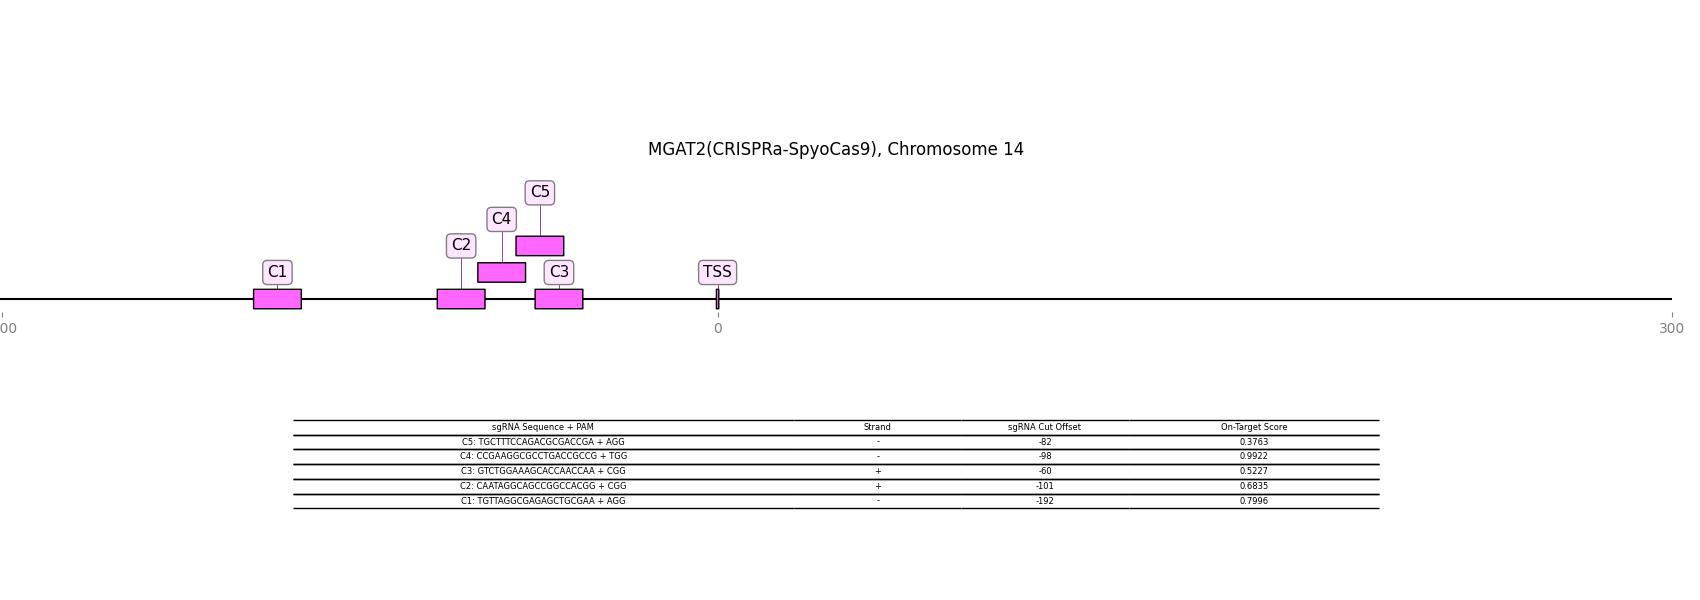 MGAT2(CRISPRa-SpyoCas9), Chromosome 14
C5
C4
C2
C1
C3
TSS
00
0
300
sgRNA Sequence + PAM Strand sgRNA Cut Offset On-Target Score
C5: TGCTTTCCAGACGCGACCGA + AGG - -82 0.3763
C4: CCGAAGGCGCCTGACCGCCG + TGG - -98 0.9922
C3: GTCTGGAAAGCACCAACCAA + CGG + -60 0.5227
C2: CAATAGGCAGCCGGCCACGG + CGG + -101 0.6835
C1: TGTTAGGCGAGAGCTGCGAA + AGG - -192 0.7996